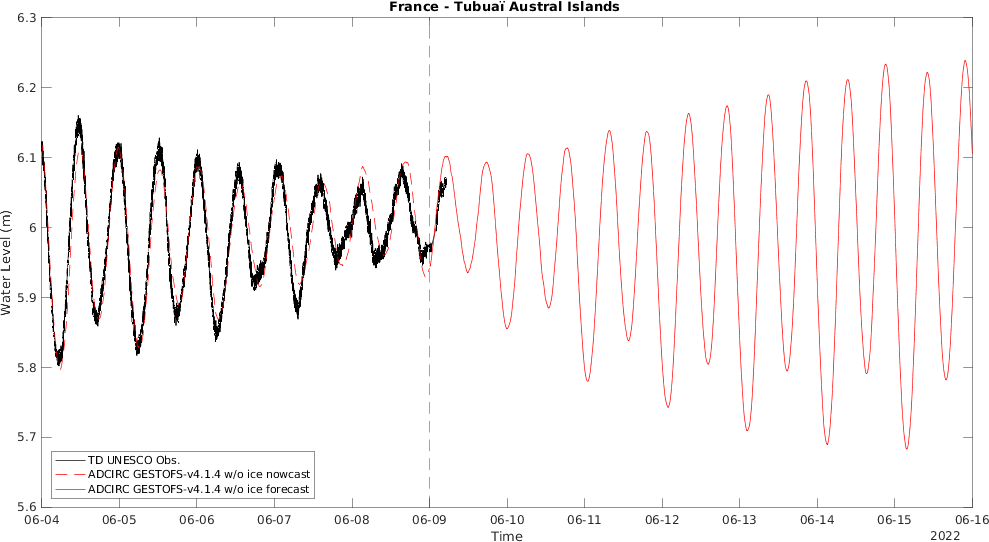 France - Tubuaï Austral Islands
Water Level (m)
6.3
6.2
6.1
6
5.9
5.8
5.7
5.6
TD UNESCO Obs.
ADCIRC GESTOFS-v4.1.4 w/o ice nowcast
ADCIRC GESTOFS-v4.1.4 w/o ice forecast
06-04 06-05 06-06 06-07 06-08 06-09 06-10 06-11 06-12 06-13 06-14 06-15 06-16
Time
2022